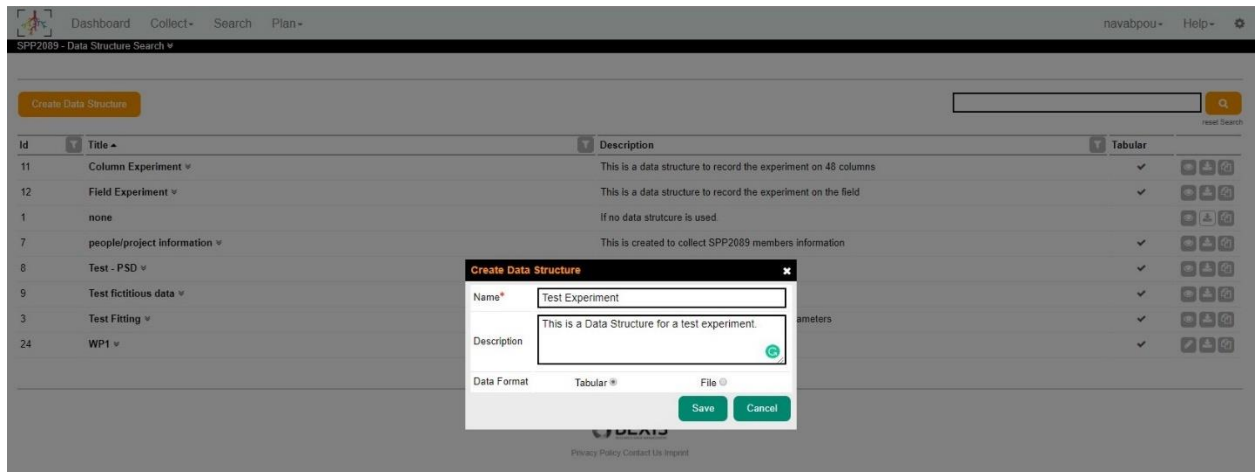 Dashboard Collect Search Plan navabpou Help
SPP2089 - Data Structure Search
Create Data Structure
reset Search
Id Title Description Tabular
11 Column Experiment This is a data structure to record the experiment on 48 columns
12 Field Experiment This is a data structure to record the experiment on the field
1 none If no data strutcure is used.
7 people/project information This is created to collect SPP2089 members information
8 Test - PSD
9 Test fictitious data
3 Test Fitting ameters
24 WP1
Create Data Structure
Name* Test Experiment
Description This is a Data Structure for a test experiment.
Data Format Tabular File
Save Cancel
Privacy Policy Contact Us Imprint